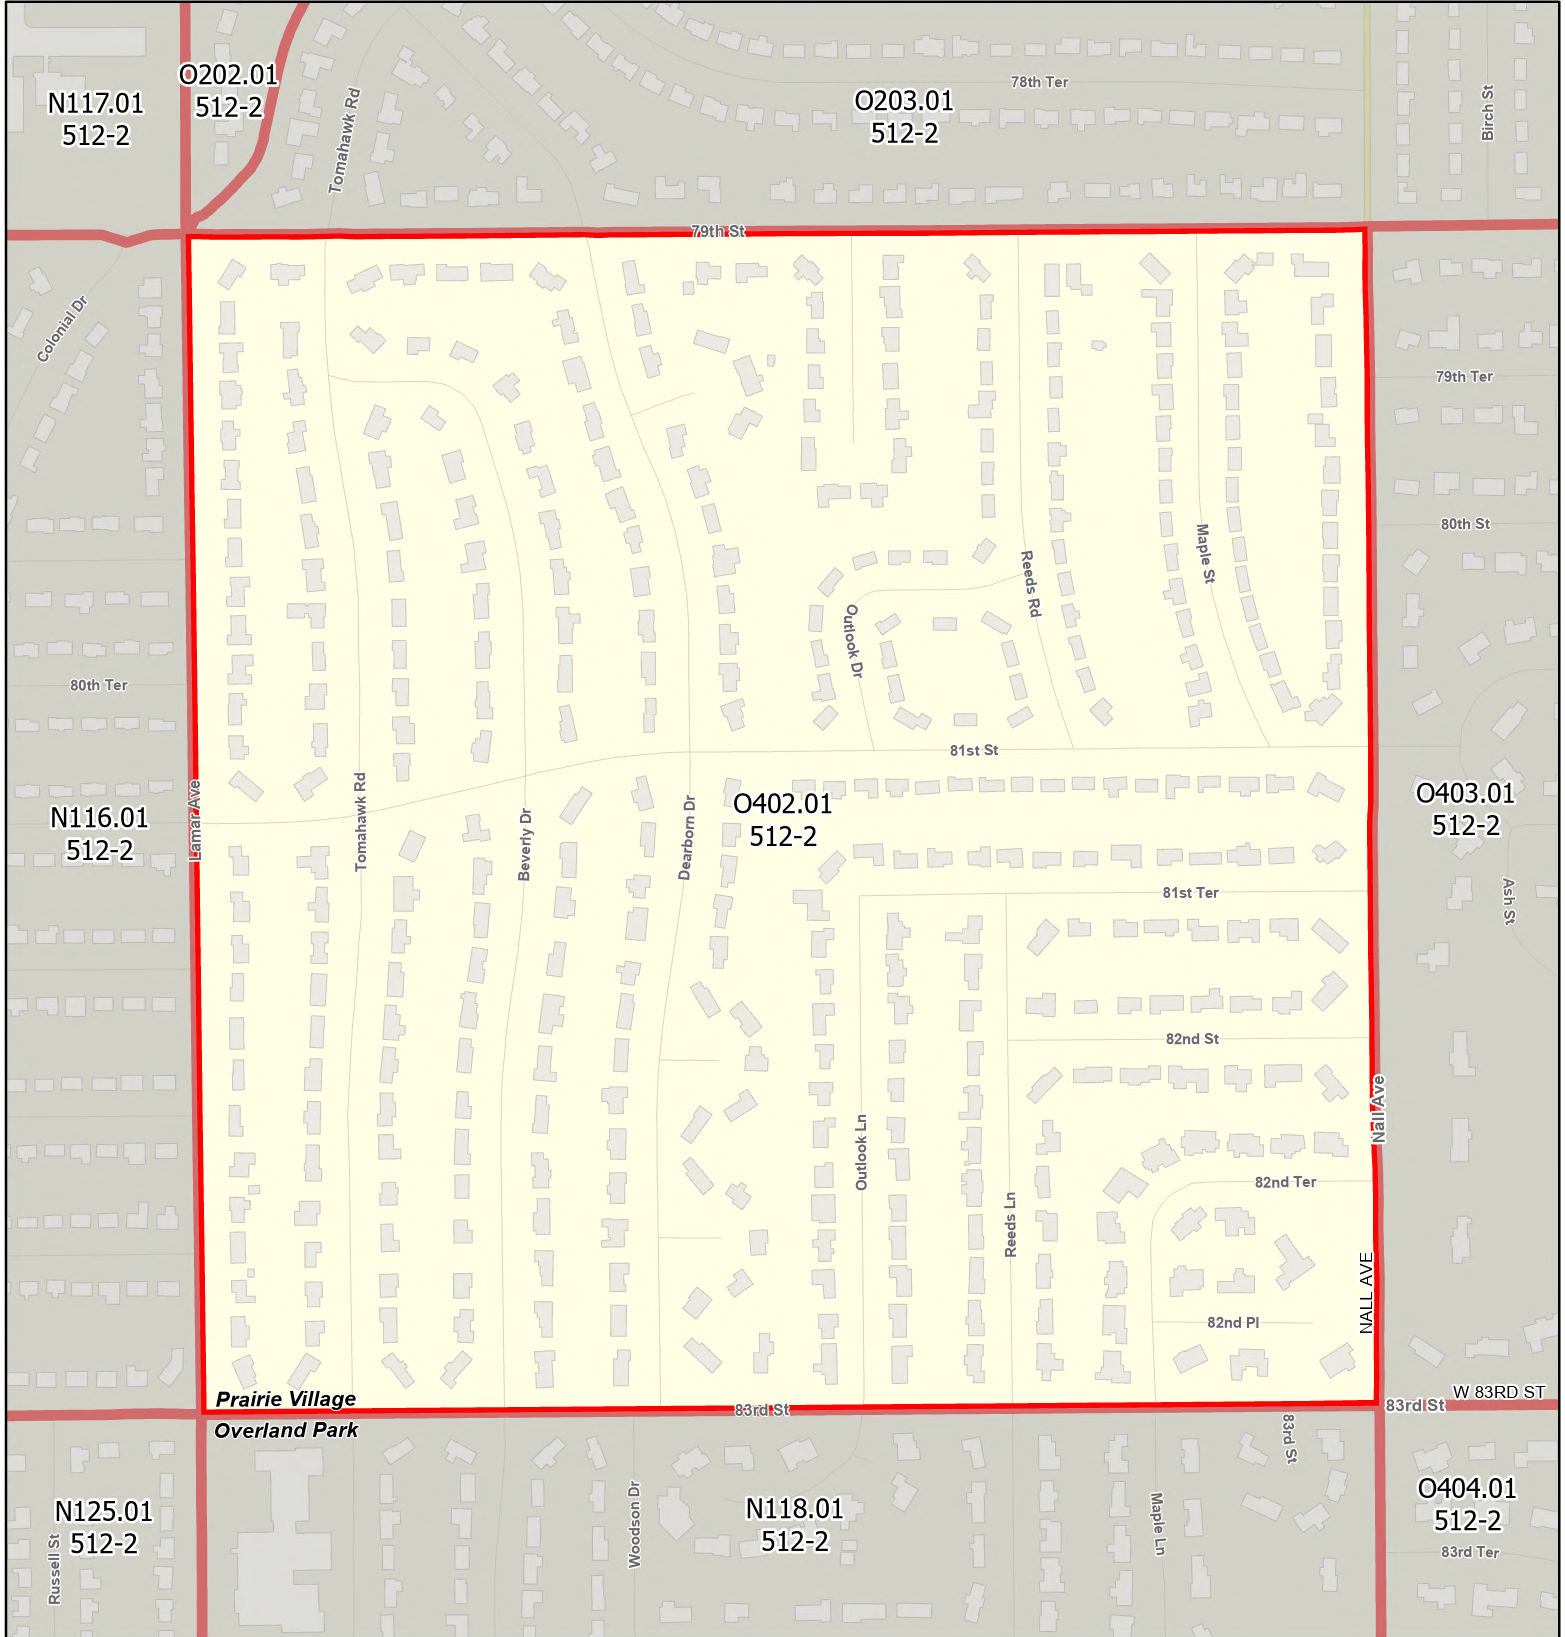 O202.01
512-2
N117.01
512-2
78th Ter
O203.01
512-2
Birch St
Tomahawk Rd
79th St
Colonial Dr
79th Ter
80th St
Maple St
Reeds Rd
Outlook Dr
80th Ter
81st St
Lamar Ave
Tomahawk Rd
Beverly Dr
Dearborn Dr
O402.01
512-2
N116.01
512-2
O403.01
512-2
81st Ter
Ash St
82nd St
Nall Ave
Outlook Ln
Reeds Ln
82nd Ter
NALL AVE
82nd Pl
Prairie Village
Overland Park
83rd St
W 83RD ST
83rd St
83rd St
N125.01
512-2
Russell St
Woodson Dr
N118.01
512-2
Maple Ln
O404.01
512-2
83rd Ter